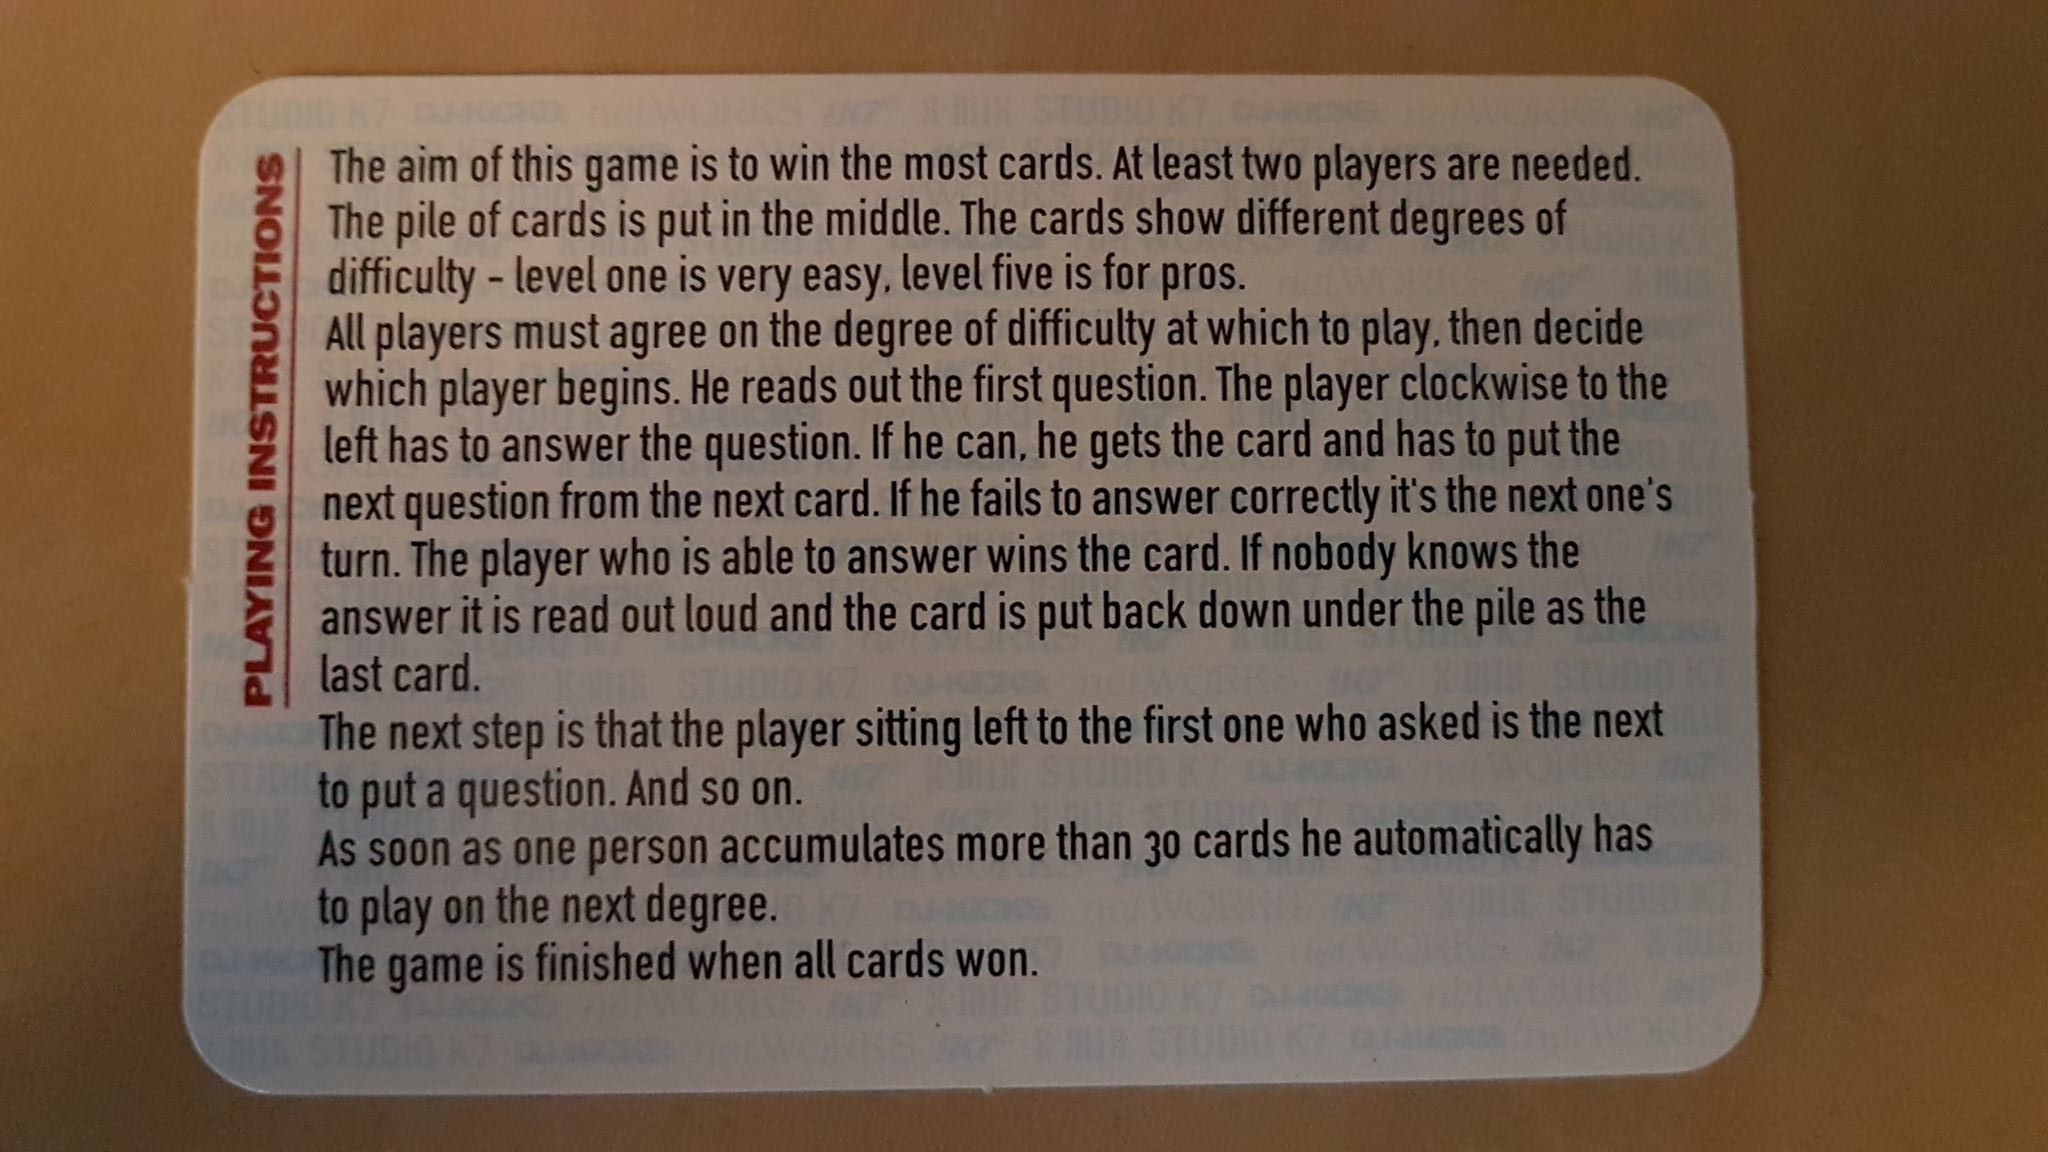 PLAYING INSTRUCTIONS
The aim of this game is to win the most cards. At least two players are needed.
The pile of cards is put in the middle. The cards show different degrees of
difficulty - level one is very easy, level five is for pros.
All players must agree on the degree of difficulty at which to play, then decide
which player begins. He reads out the first question. The player clockwise to the
left has to answer the question. If he can, he gets the card and has to put the
next question from the next card. If he fails to answer correctly it's the next one's
turn. The player who is able to answer wins the card. If nobody knows the
answer it is read out loud and the card is put back down under the pile as the
last card.
The next step is that the player sitting left to the first one who asked is the next
to put a question. And so on.
As soon as one person accumulates more than 30 cards he automatically has
to play on the next degree.
The game is finished when all cards won.